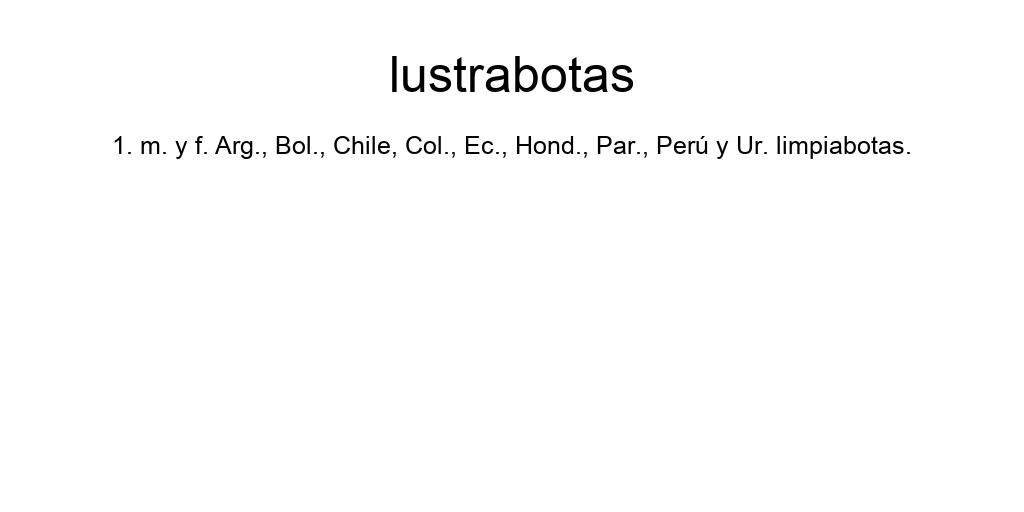 lustrabotas
1. m. y f. Arg., Bol., Chile, Col., Ec., Hond., Par., Perú y Ur. limpiabotas.